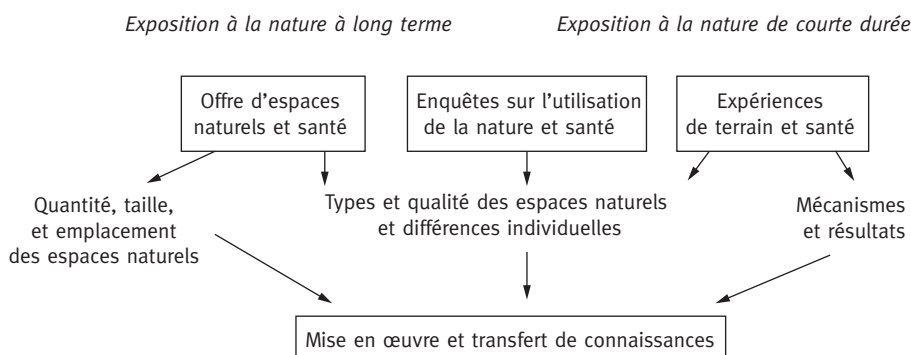 Exposition à la nature à long terme
Exposition à la nature de courte durée
Offre d’espaces
naturels et santé
Enquêtes sur l’utilisation
de la nature et santé
Expériences
de terrain et santé
Quantité, taille,
et emplacement
des espaces naturels
Types et qualité des espaces naturels
et différences individuelles
Mécanismes
et résultats
Mise en œuvre et transfert de connaissances